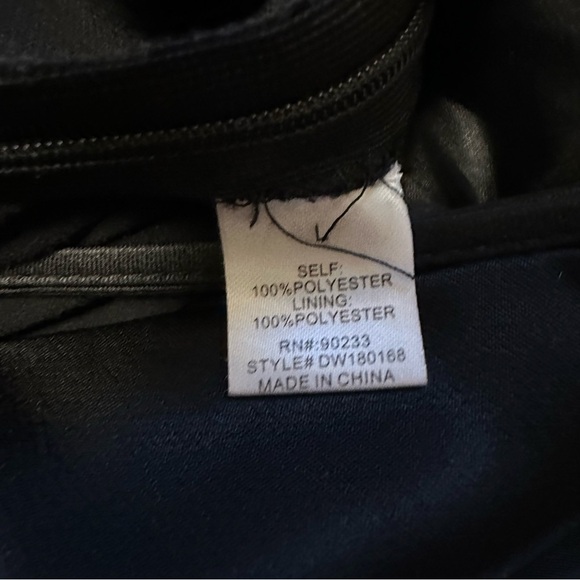 L
SELF:
100%POLYESTER
LINING:
100%POLYESTER
RN#:90233
STYLE# DW180168
MADE IN CHINA